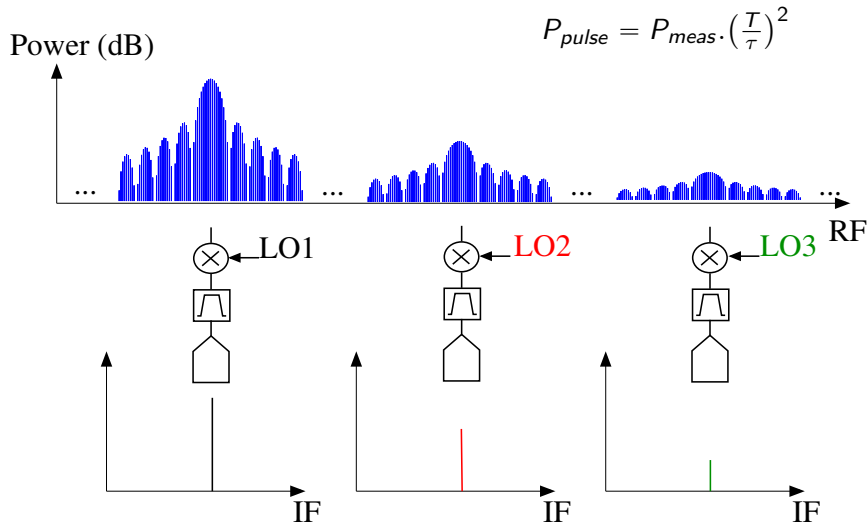 P_pulse = P_meas.(T/τ)^2
Power (dB)
... ... ... ...
RF
LO1 LO2 LO3
IF IF IF